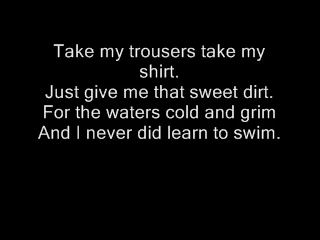 Take my trousers take my
shirt.
Just give me that sweet dirt.
For the waters cold and grim
And I never did learn to swim.